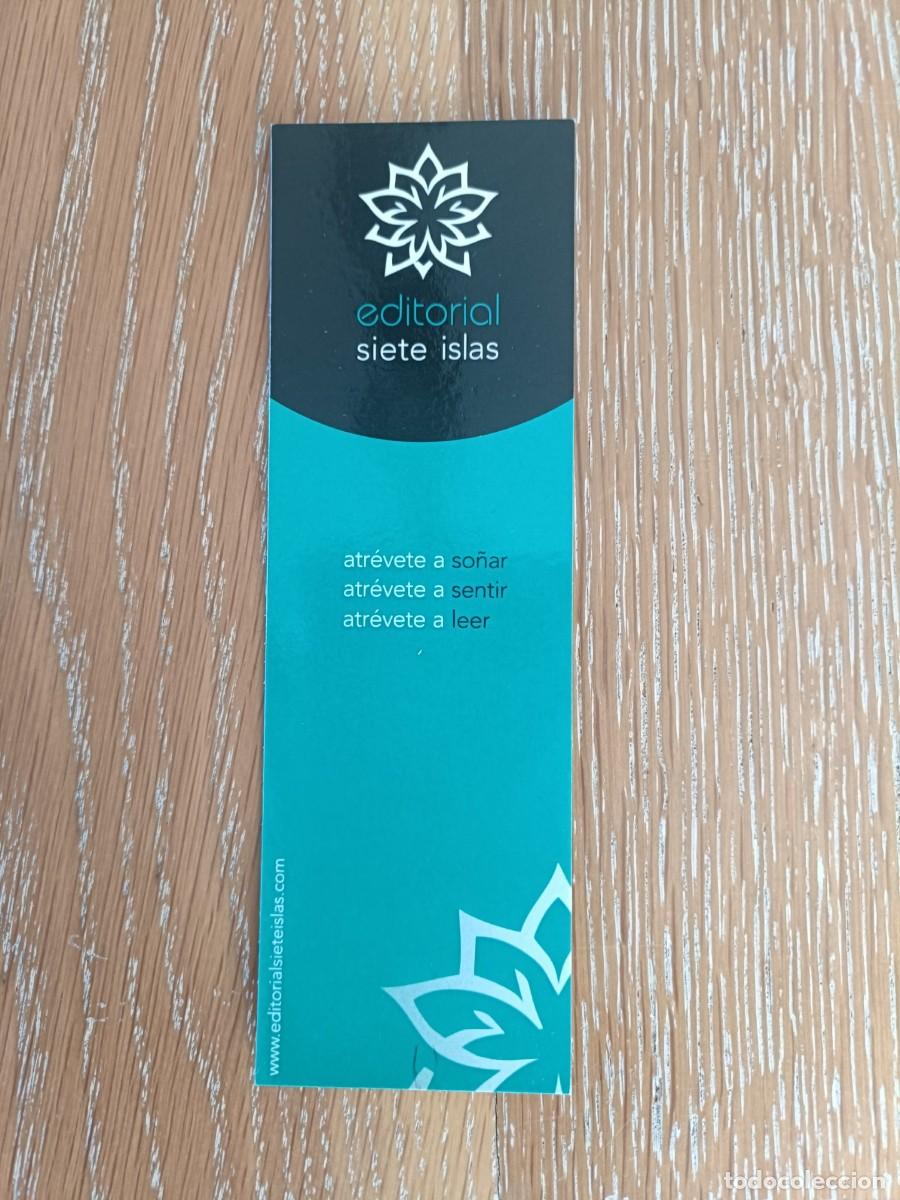 editorial
siete islas
atrévete a soñar
atrévete a sentir
atrévete a leer
www.editorialsieteislas.com
todocoleccion